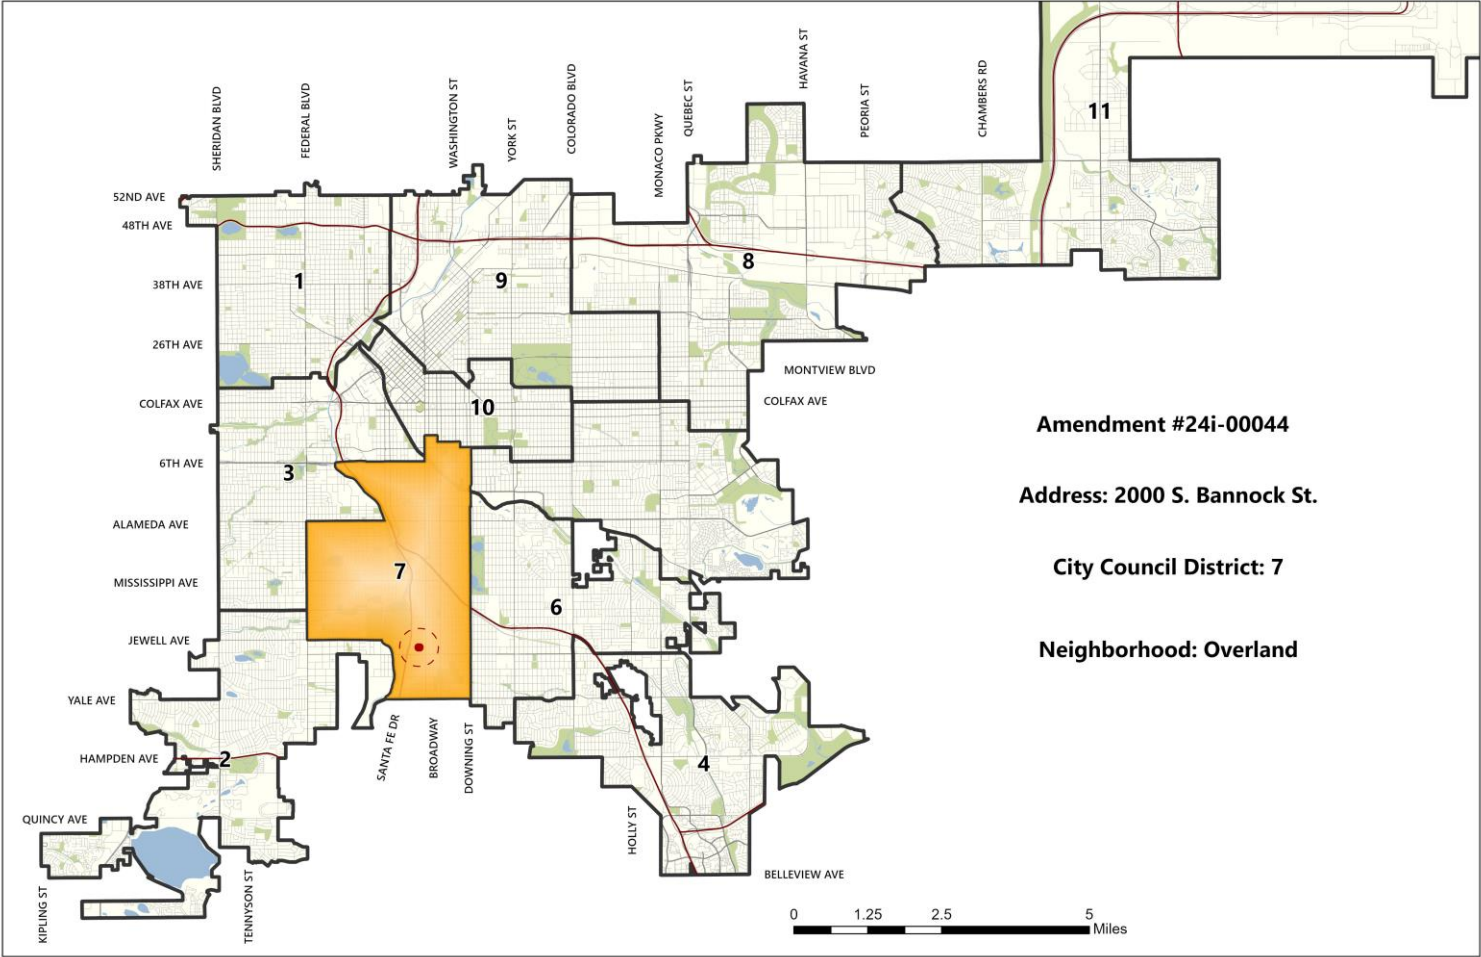 SHERIDAN BLVD
FEDERAL BLVD
WASHINGTON ST
YORK ST
COLORADO BLVD
MONACO PKWY
QUEBEC ST
HAVANA ST
PEORIA ST
CHAMBERS RD
11
52ND AVE
48TH AVE
8
1
9
38TH AVE
26TH AVE
MONTVIEW BLVD
COLFAX AVE
10
COLFAX AVE
Amendment #24i-00044
6TH AVE
3
Address: 2000 S. Bannock St.
ALAMEDA AVE
7
City Council District: 7
MISSISSIPPI AVE
6
JEWELL AVE
Neighborhood: Overland
YALE AVE
SANTA FE DR
BROADWAY
DOWNING ST
HAMPDEN AVE
2
4
QUINCY AVE
HOLLY ST
BELLEVIEW AVE
KIPLING ST
TENNYSON ST
0 1.25 2.5 5
Miles